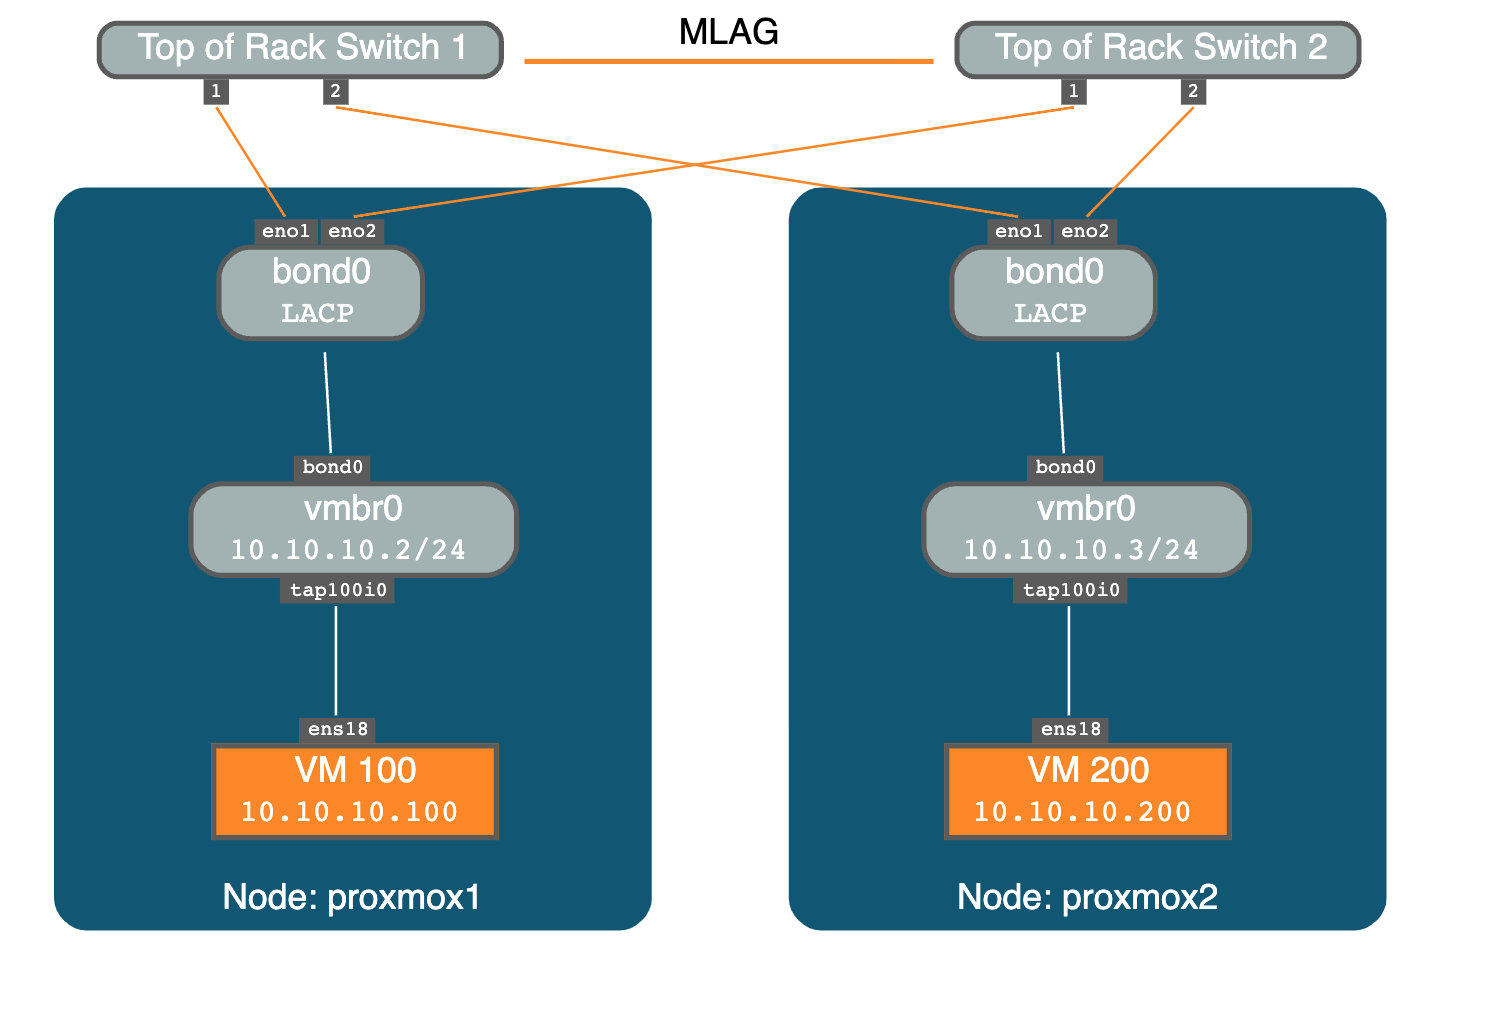 MLAG
Top of Rack Switch 1
Top of Rack Switch 2
1 2
1 2
eno1 eno2
bond0
LACP
bond0
vmbr0
10.10.10.2/24
tap100i0
ens18
VM 100
10.10.10.100
Node: proxmox1
eno1 eno2
bond0
LACP
bond0
vmbr0
10.10.10.3/24
tap100i0
ens18
VM 200
10.10.10.200
Node: proxmox2